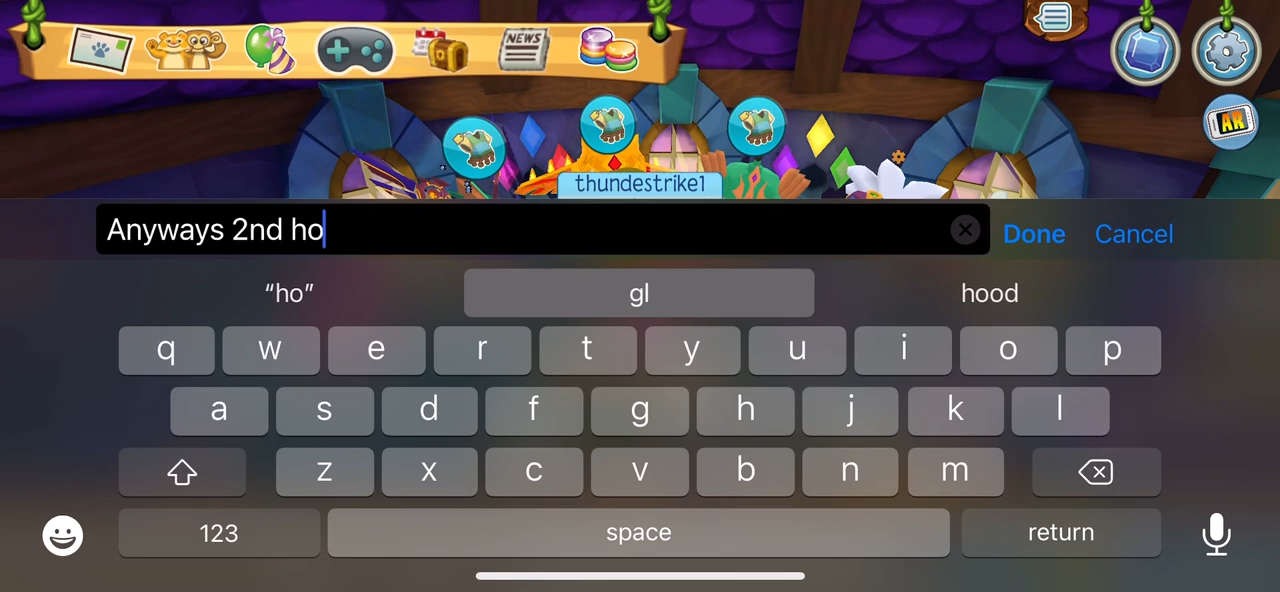 NEWS
AR
thundestrike1
Anyways 2nd ho
Done
Cancel
“ho”
gl
hood
q w e r t y u i o p
a s d f g h j k l
z x c v b n m
123
space
return